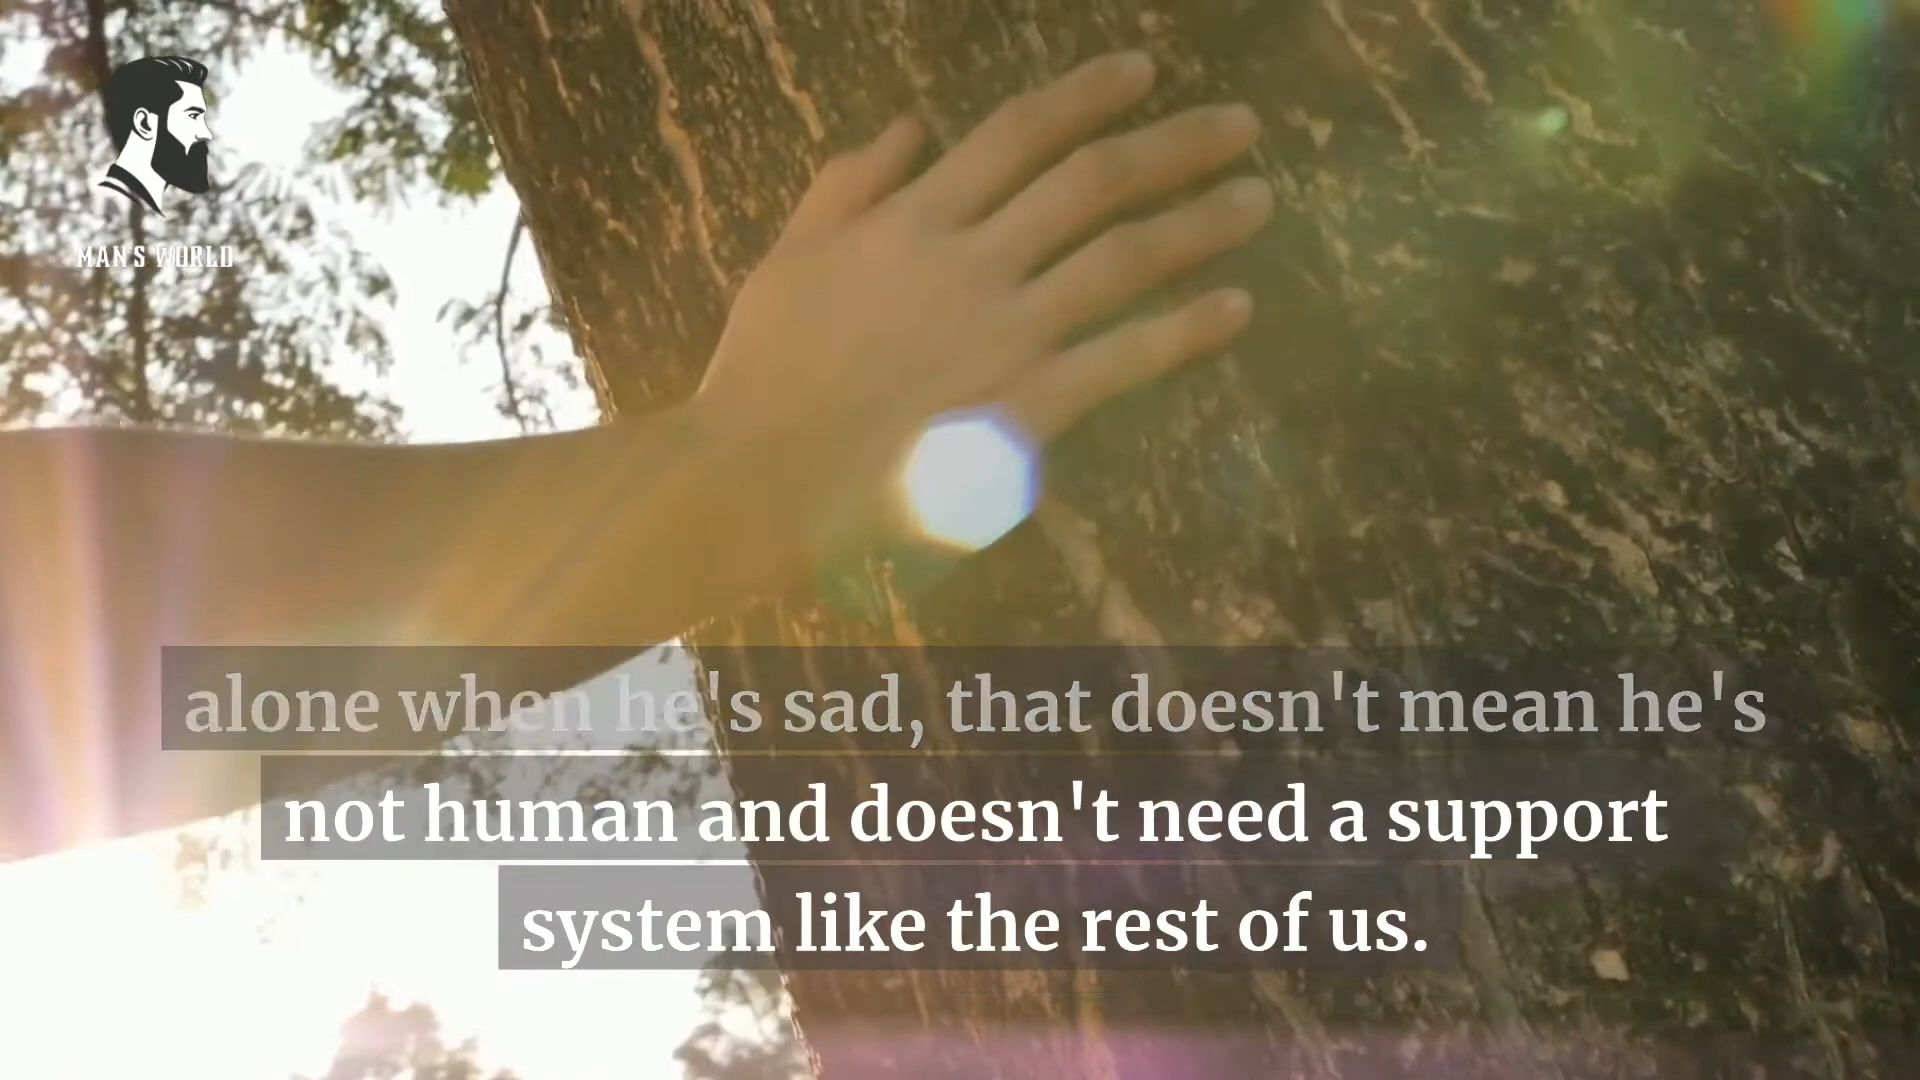 MAN'S WORLD
alone when he's sad, that doesn't mean he's
not human and doesn't need a support
system like the rest of us.